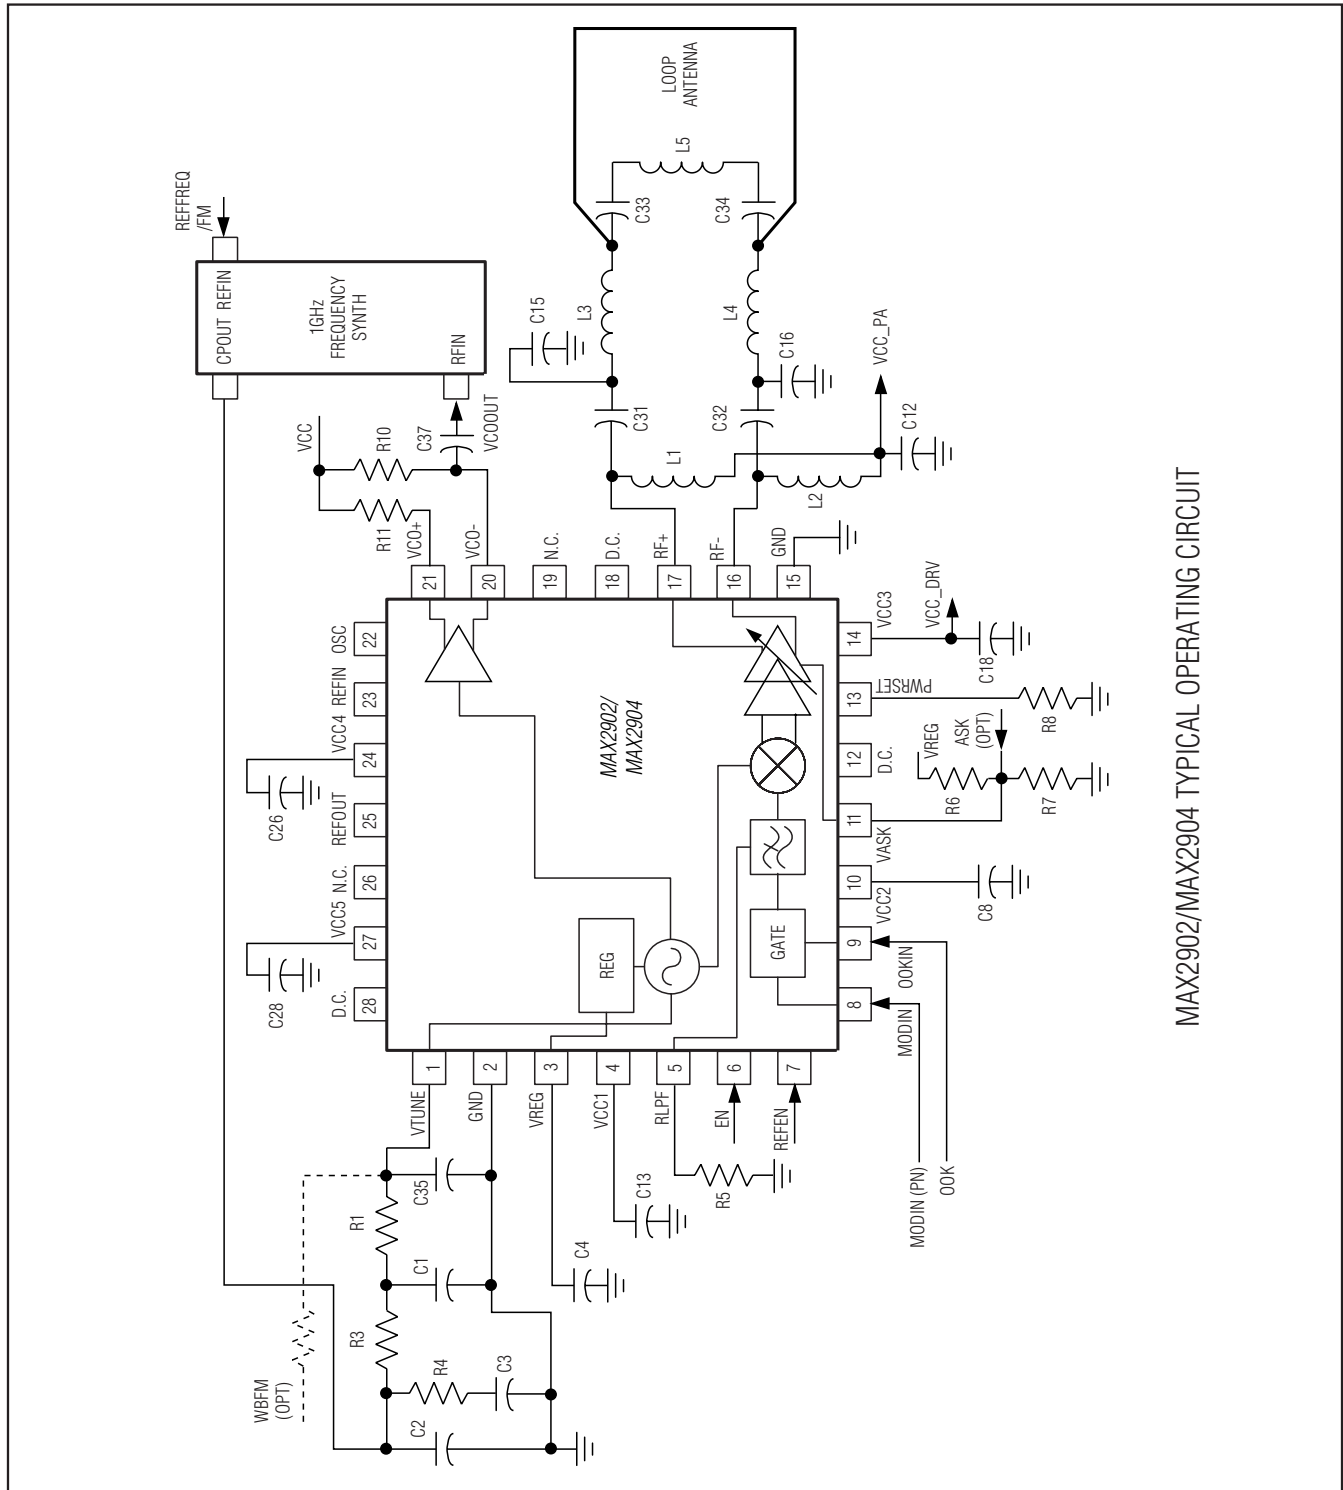 REFFREQ
/FM
CPOUT REFIN
1GHz
FREQUENCY
SYNTH
RFIN
LOOP
ANTENNA
L5
C33
C34
L3
L4
C15
C16
C31
C32
VCC_PA
C12
L1
L2
VCC
R10
R11
C37
VCOOUT
VCO+
VCO-
N.C.
D.C.
RF+
RF-
GND
21
20
19
18
17
16
15
OSC
22
REFIN
23
VCC4
24
C26
REFOUT
25
N.C.
26
VCC5
27
C28
D.C.
28
MAX2902/
MAX2904
REG
GATE
14
VCC3
VCC_DRV
C18
13
PWRSET
R8
12
D.C.
11
VASK
VREG
ASK
(OPT)
R6
R7
10
VCC2
C8
9
OOKIN
8
MODIN
1
2
3
4
5
6
7
VTUNE
GND
VREG
VCC1
RLPF
EN
REFEN
C35
R1
C1
R3
R4
C3
C2
WBFM
(OPT)
C4
C13
R5
MODIN (PN)
OOK
MAX2902/MAX2904 TYPICAL OPERATING CIRCUIT